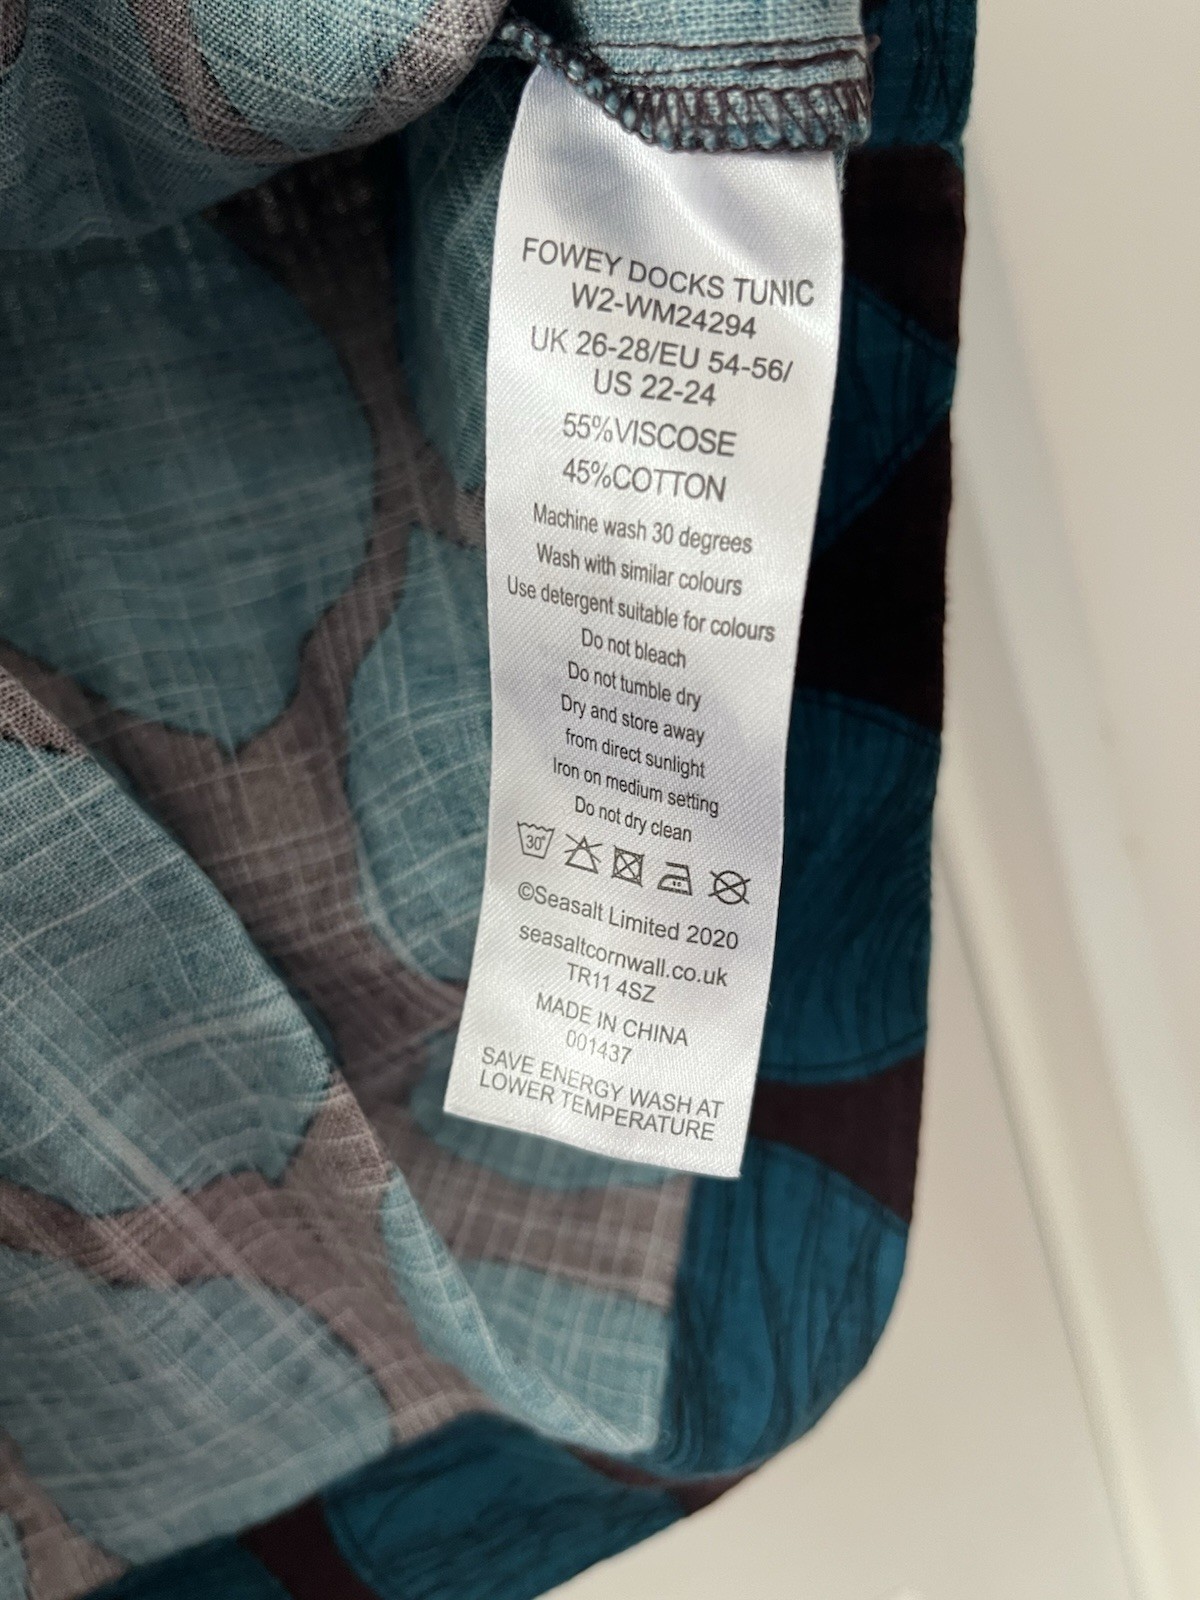 FOWEY DOCKS TUNIC
W2-WM24294
UK 26-28/EU 54-56/
US 22-24
55%VISCOSE
45%COTTON
Machine wash 30 degrees
Wash with similar colours
Use detergent suitable for colours
Do not bleach
Do not tumble dry
Dry and store away
from direct sunlight
Iron on medium setting
Do not dry clean
30°
©Seasalt Limited 2020
seasaltcornwall.co.uk
TR11 4SZ
MADE IN CHINA
001437
SAVE ENERGY WASH AT
LOWER TEMPERATURE